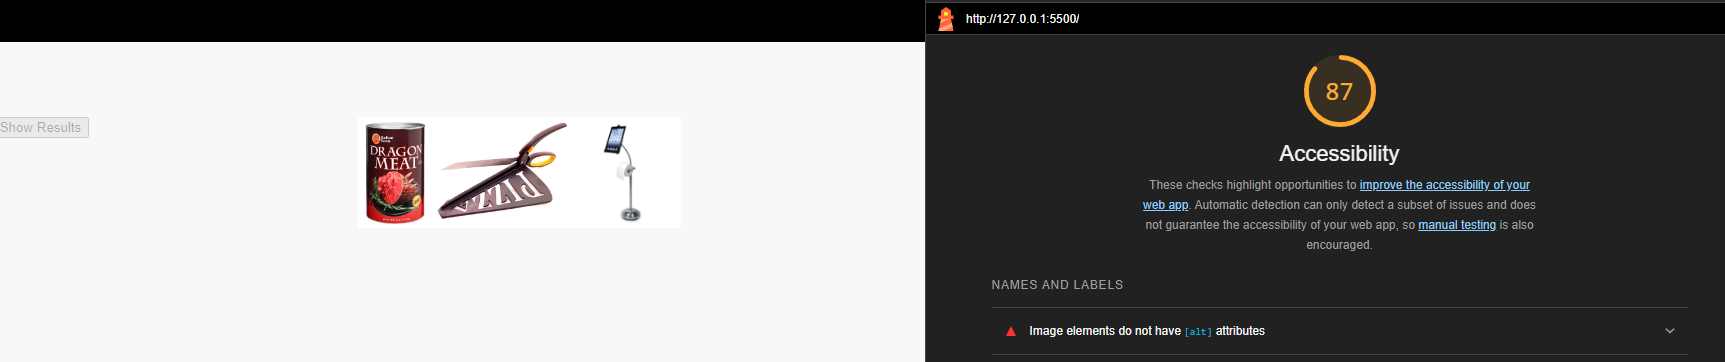 Show Results
DRAGON
MEAT
PIZZA
http://127.0.0.1:5500/
87
Accessibility
These checks highlight opportunities to improve the accessibility of your
web app. Automatic detection can only detect a subset of issues and does
not guarantee the accessibility of your web app, so manual testing is also
encouraged.
NAMES AND LABELS
Image elements do not have [alt] attributes